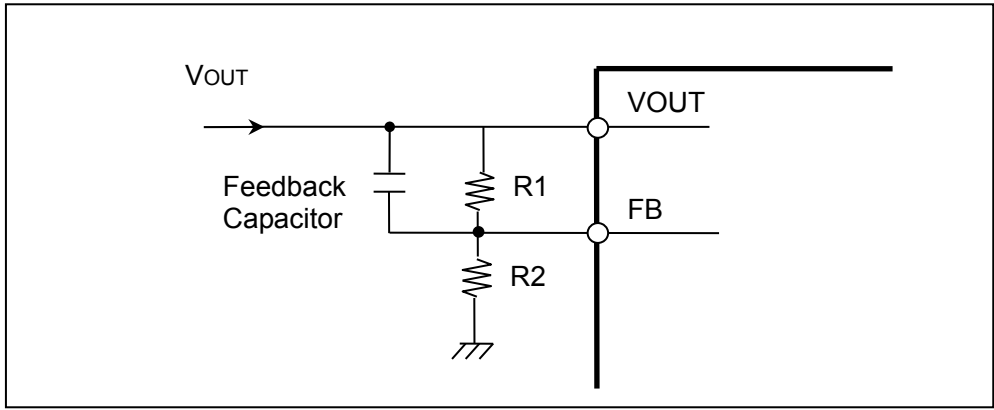 VOUT
VOUT
Feedback
Capacitor
R1
FB
R2